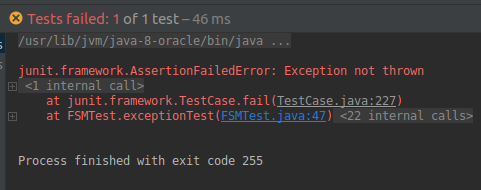 Tests failed: 1 of 1 test – 46 ms
/usr/lib/jvm/java-8-oracle/bin/java ...
junit.framework.AssertionFailedError: Exception not thrown
<1 internal call>
at junit.framework.TestCase.fail(TestCase.java:227)
at FSMTest.exceptionTest(FSMTest.java:47) <22 internal calls>
Process finished with exit code 255